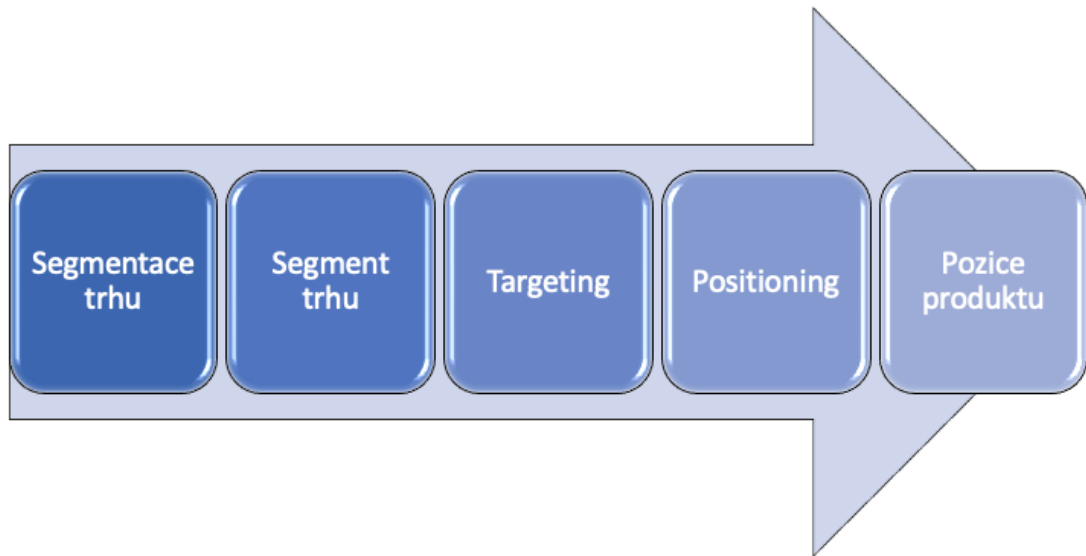 Segmentace
trhu
Segment
trhu
Targeting
Positioning
Pozice
produktu